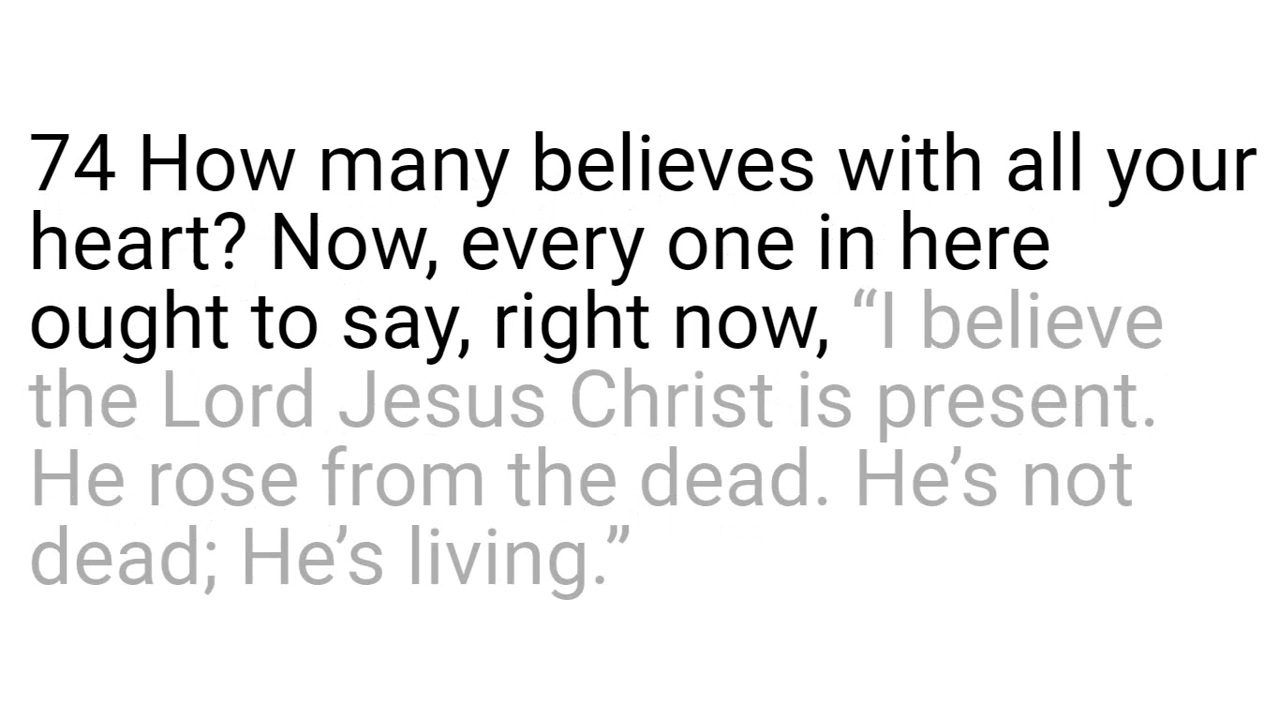 74 How many believes with all your
heart? Now, every one in here
ought to say, right now, “I believe
the Lord Jesus Christ is present.
He rose from the dead. He’s not
dead; He’s living.”